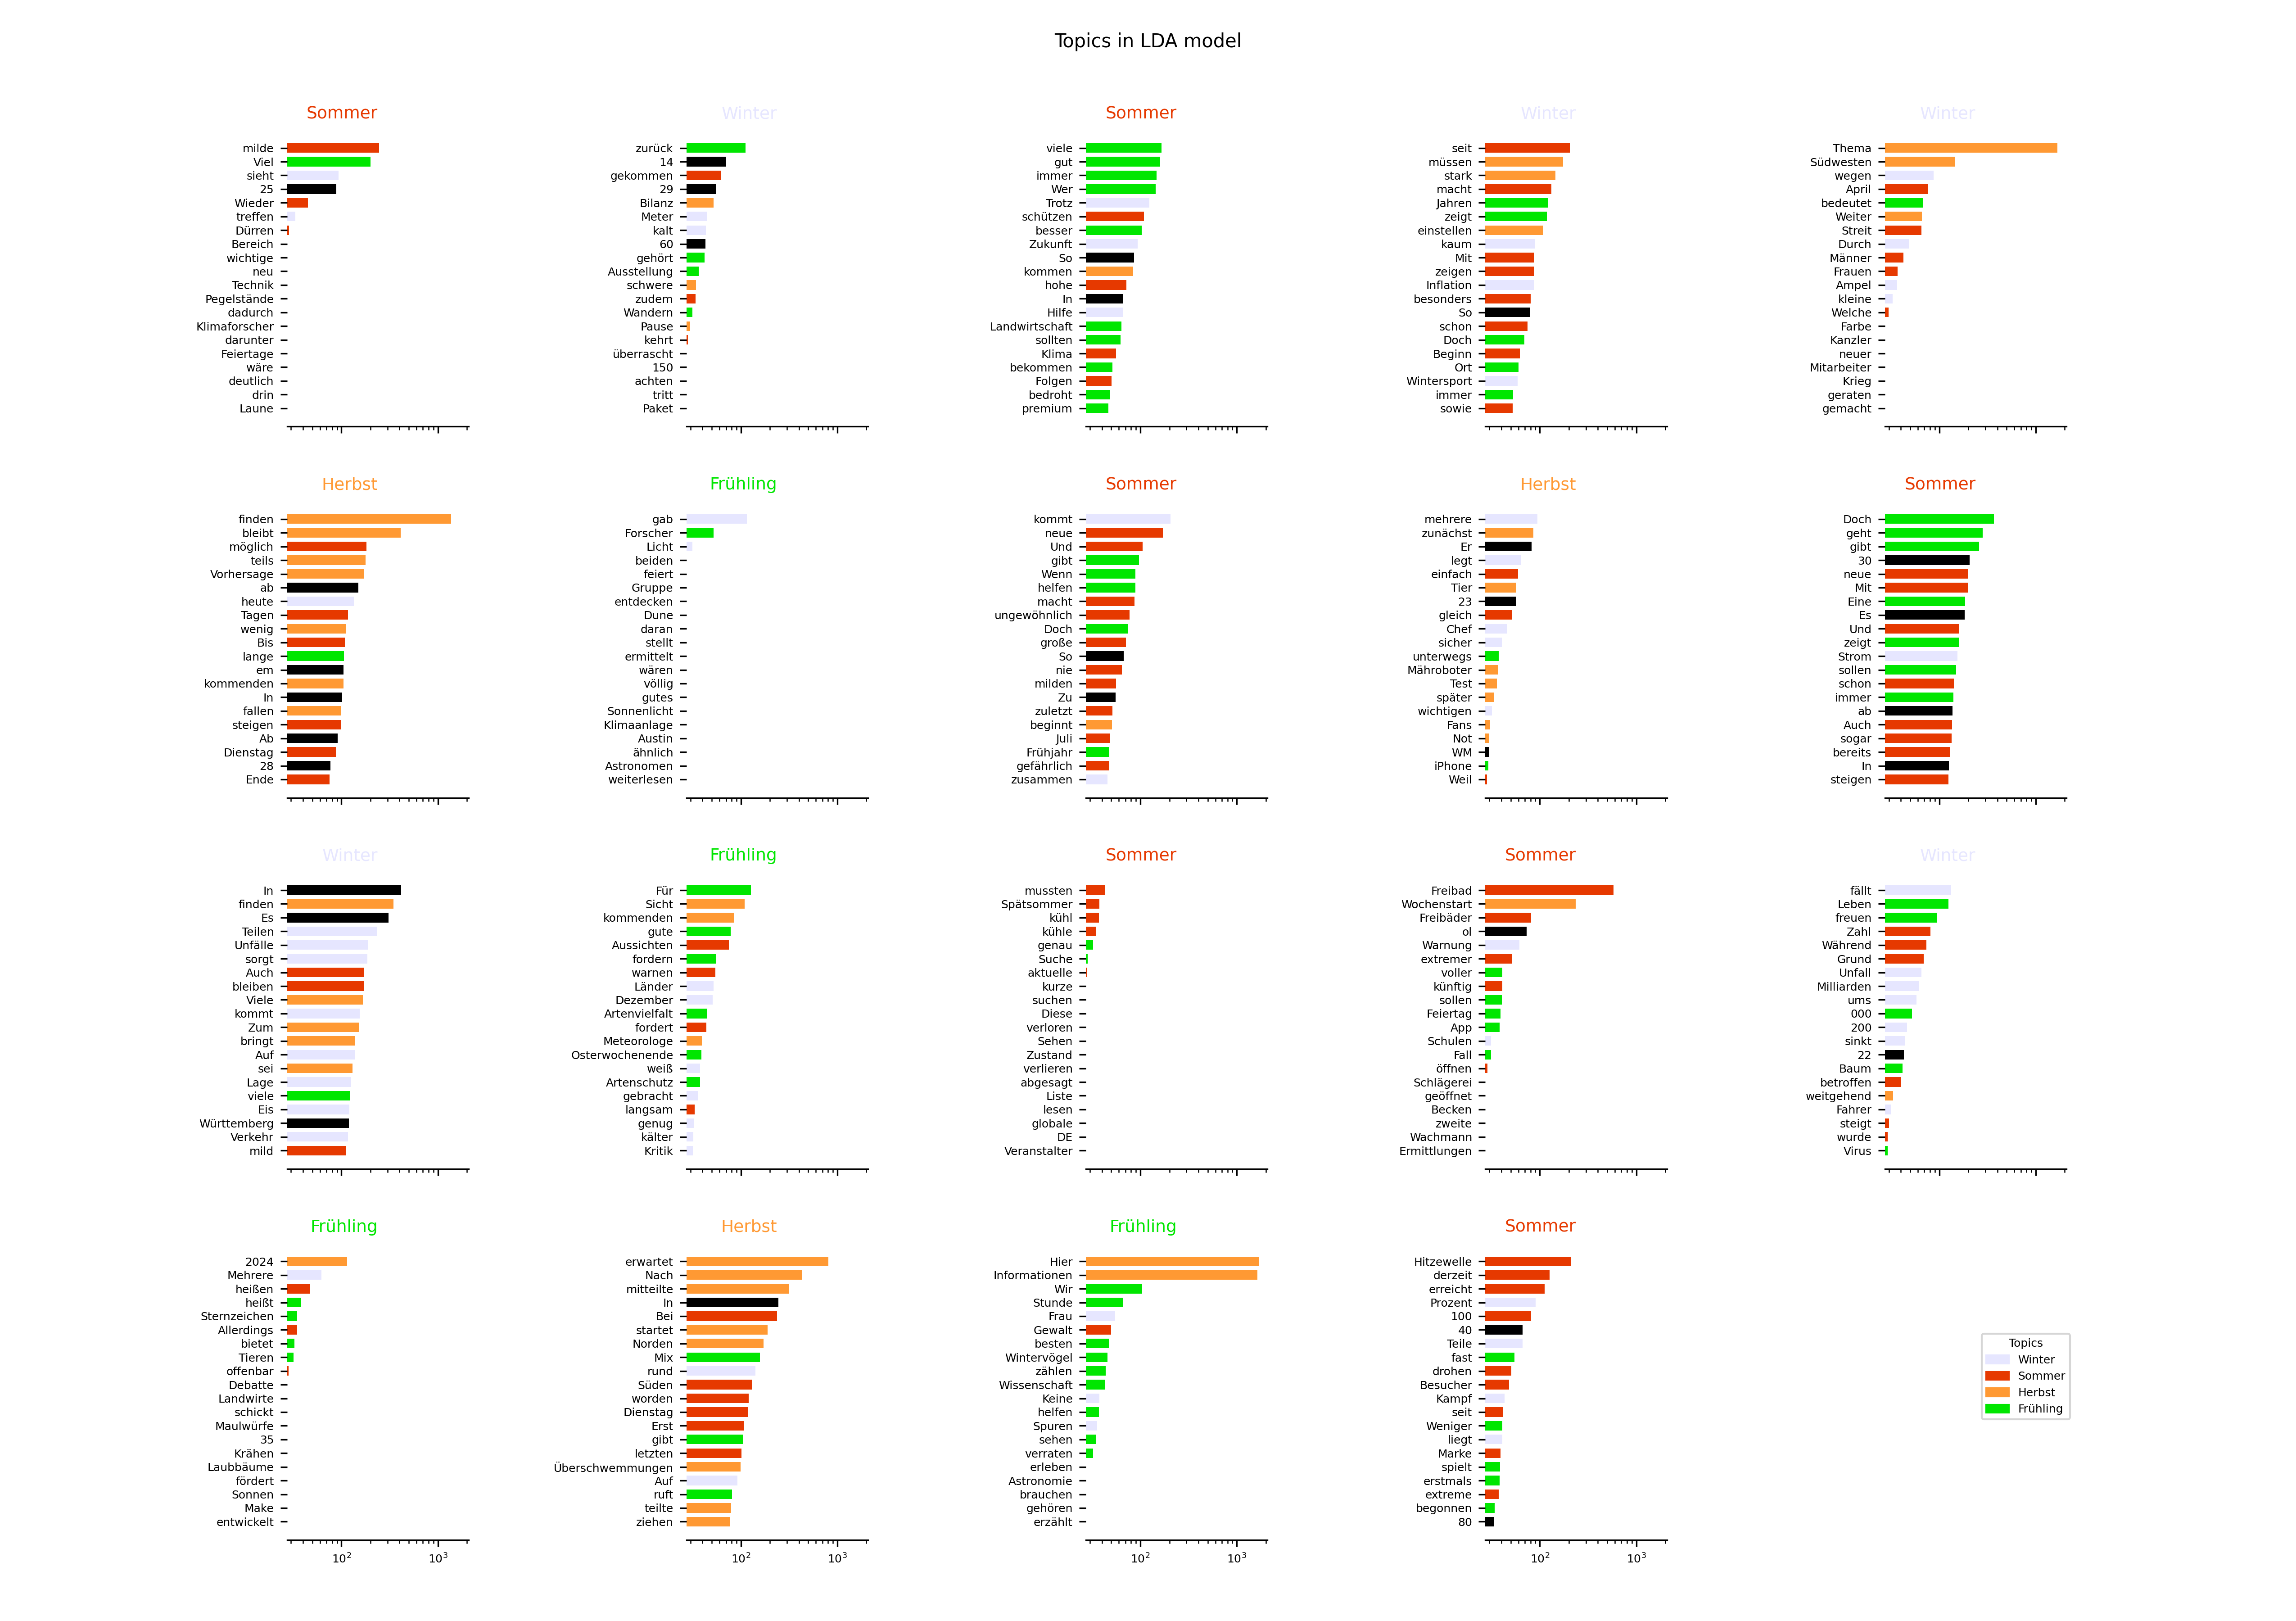 Topics in LDA model
Sommer
milde
Viel
sieht
25
Wieder
treffen
Dürren
Bereich
wichtige
neu
Technik
Pegelstände
dadurch
Klimaforscher
darunter
Feiertage
wäre
deutlich
drin
Laune
Winter
zurück
14
gekommen
29
Bilanz
Meter
kalt
60
gehört
Ausstellung
schwere
zudem
Wandern
Pause
kehrt
überrascht
150
achten
tritt
Paket
Sommer
viele
gut
immer
Wer
Trotz
schützen
besser
Zukunft
So
kommen
hohe
In
Hilfe
Landwirtschaft
sollten
Klima
bekommen
Folgen
bedroht
premium
Winter
seit
müssen
stark
macht
Jahren
zeigt
einstellen
kaum
Mit
zeigen
Inflation
besonders
So
schon
Doch
Beginn
Ort
Wintersport
immer
sowie
Winter
Thema
Südwesten
wegen
April
bedeutet
Weiter
Streit
Durch
Männer
Frauen
Ampel
kleine
Welche
Farbe
Kanzler
neuer
Mitarbeiter
Krieg
geraten
gemacht
Herbst
finden
bleibt
möglich
teils
Vorhersage
ab
heute
Tagen
wenig
Bis
lange
em
kommenden
In
fallen
steigen
Ab
Dienstag
28
Ende
Frühling
gab
Forscher
Licht
beiden
feiert
Gruppe
entdecken
Dune
daran
stellt
ermittelt
wären
völlig
gutes
Sonnenlicht
Klimaanlage
Austin
ähnlich
Astronomen
weiterlesen
Sommer
kommt
neue
Und
gibt
Wenn
helfen
macht
ungewöhnlich
Doch
große
So
nie
milden
Zu
zuletzt
beginnt
Juli
Frühjahr
gefährlich
zusammen
Herbst
mehrere
zunächst
Er
legt
einfach
Tier
23
gleich
Chef
sicher
unterwegs
Mähroboter
Test
später
wichtigen
Fans
Not
WM
iPhone
Weil
Sommer
Doch
geht
gibt
30
neue
Mit
Eine
Es
Und
zeigt
Strom
sollen
schon
immer
ab
Auch
sogar
bereits
In
steigen
Winter
In
finden
Es
Teilen
Unfälle
sorgt
Auch
bleiben
Viele
kommt
Zum
bringt
Auf
sei
Lage
viele
Eis
Württemberg
Verkehr
mild
Frühling
Für
Sicht
kommenden
gute
Aussichten
fordern
warnen
Länder
Dezember
Artenvielfalt
fordert
Meteorologe
Osterwochenende
weiß
Artenschutz
gebracht
langsam
genug
kälter
Kritik
Sommer
mussten
Spätsommer
kühl
kühle
genau
Suche
aktuelle
kurze
suchen
Diese
verloren
Sehen
Zustand
verlieren
abgesagt
Liste
lesen
globale
DE
Veranstalter
Sommer
Freibad
Wochenstart
Freibäder
ol
Warnung
extremer
voller
künftig
sollen
Feiertag
App
Schulen
Fall
öffnen
Schlägerei
geöffnet
Becken
zweite
Wachmann
Ermittlungen
Winter
fällt
Leben
freuen
Zahl
Während
Grund
Unfall
Milliarden
ums
000
200
sinkt
22
Baum
betroffen
weitgehend
Fahrer
steigt
wurde
Virus
Frühling
2024
Mehrere
heißen
heißt
Sternzeichen
Allerdings
bietet
Tieren
offenbar
Debatte
Landwirte
schickt
Maulwürfe
35
Krähen
Laubbäume
fördert
Sonnen
Make
entwickelt
10² 10³
Herbst
erwartet
Nach
mitteilte
In
Bei
startet
Norden
Mix
rund
Süden
worden
Dienstag
Erst
gibt
letzten
Überschwemmungen
Auf
ruft
teilte
ziehen
10² 10³
Frühling
Hier
Informationen
Wir
Stunde
Frau
Gewalt
besten
Wintervögel
zählen
Wissenschaft
Keine
helfen
Spuren
sehen
verraten
erleben
Astronomie
brauchen
gehören
erzählt
10² 10³
Sommer
Hitzewelle
derzeit
erreicht
Prozent
100
40
Teile
fast
drohen
Besucher
Kampf
seit
Weniger
liegt
Marke
spielt
erstmals
extreme
begonnen
80
10² 10³
Topics
Winter
Sommer
Herbst
Frühling